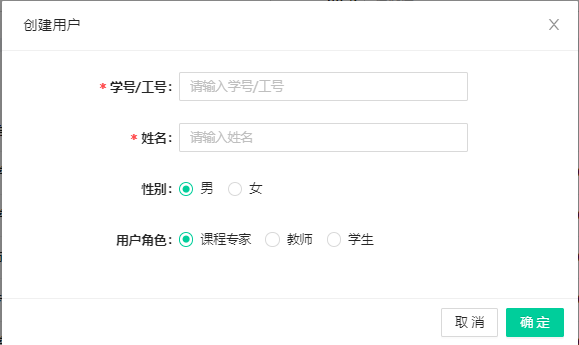 创建用户
* 学号/工号: 请输入学号/工号
* 姓名: 请输入姓名
性别: 男 女
用户角色: 课程专家 教师 学生
取 消 确 定